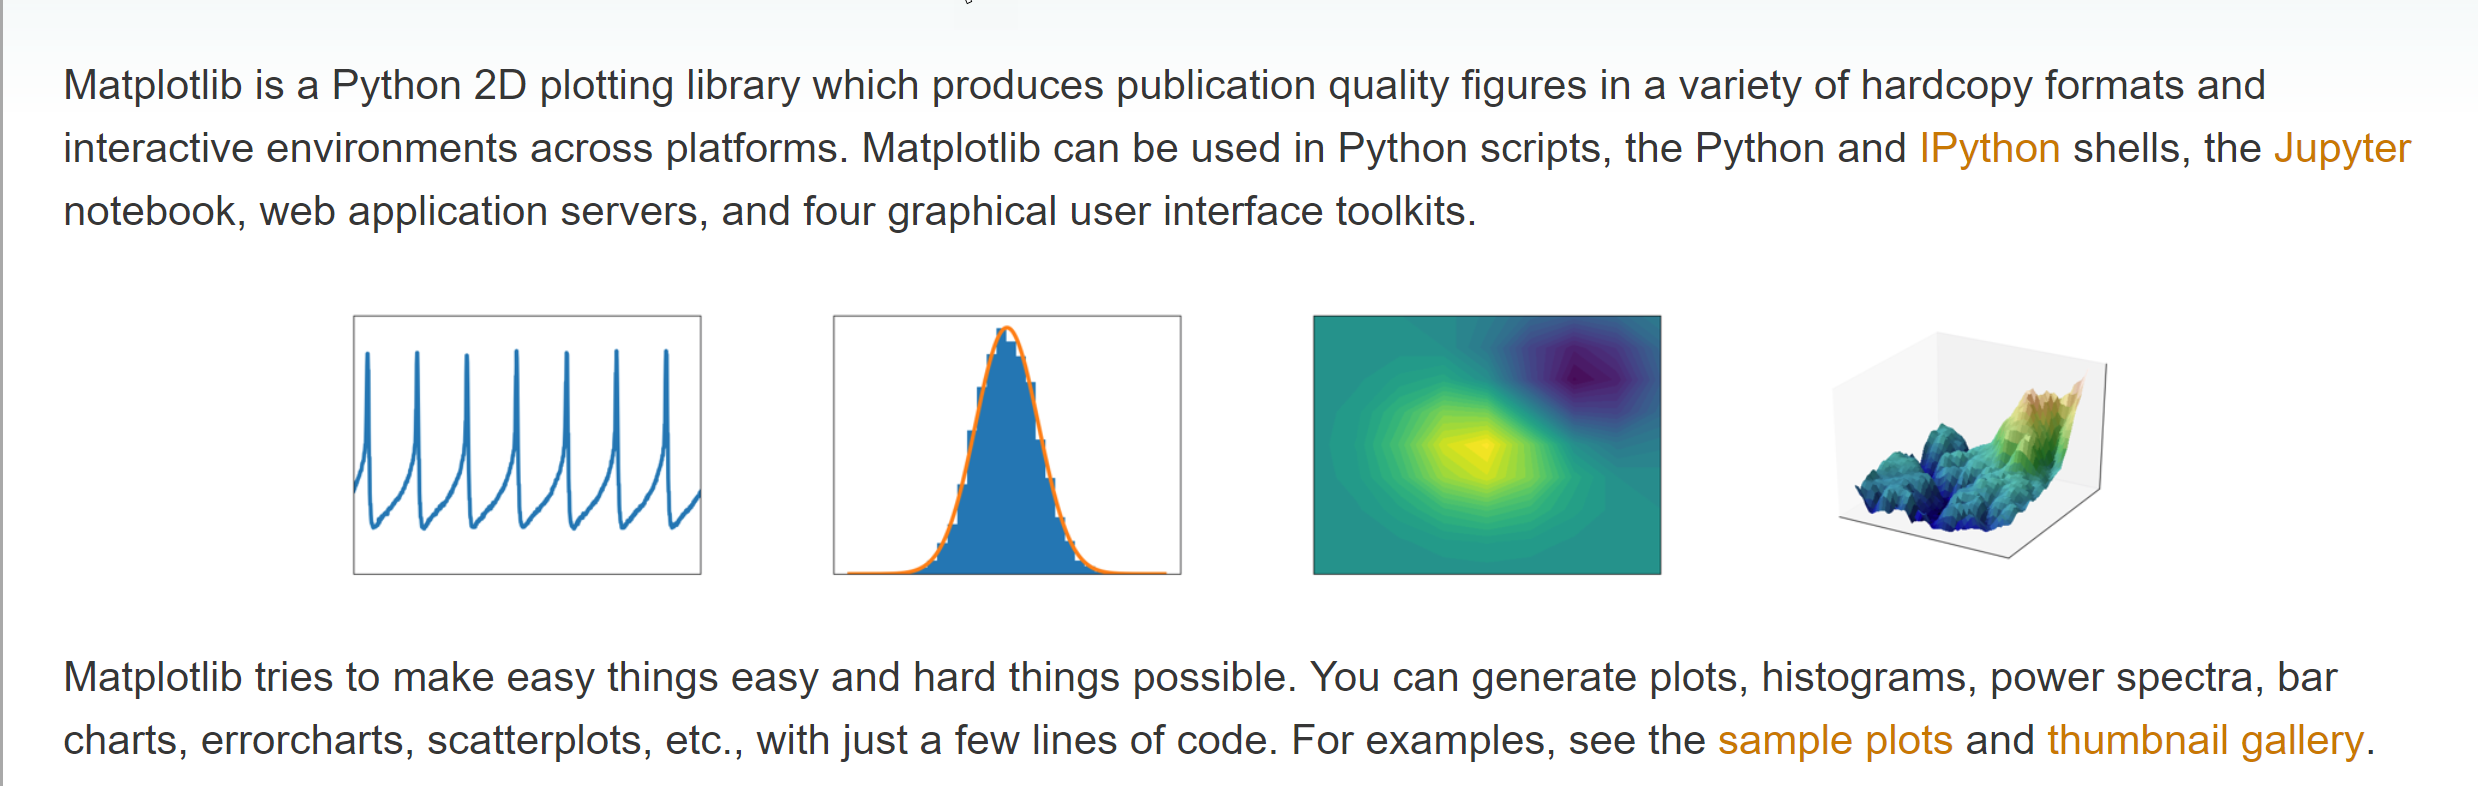 Matplotlib is a Python 2D plotting library which produces publication quality figures in a variety of hardcopy formats and
interactive environments across platforms. Matplotlib can be used in Python scripts, the Python and IPython shells, the Jupyter
notebook, web application servers, and four graphical user interface toolkits.
Matplotlib tries to make easy things easy and hard things possible. You can generate plots, histograms, power spectra, bar
charts, errorcharts, scatterplots, etc., with just a few lines of code. For examples, see the sample plots and thumbnail gallery.